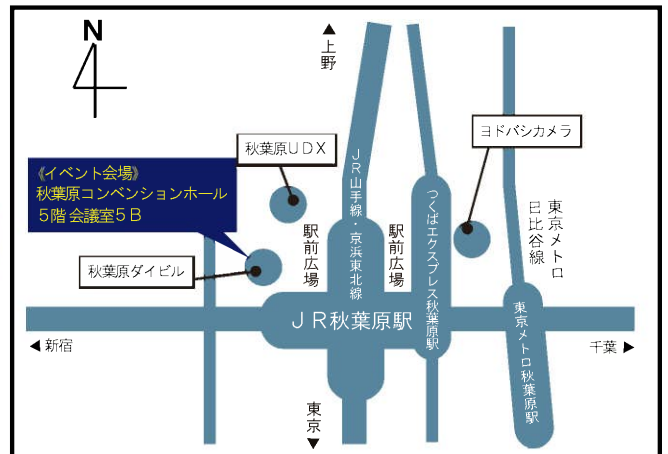 N
▲上野
秋葉原ＵＤＸ
ヨドバシカメラ
《イベント会場》
秋葉原コンベンションホール
５階 会議室５Ｂ
秋葉原ダイビル
駅前広場
ＪＲ山手線・京浜東北線
駅前広場
つくばエクスプレス秋葉原駅
東京メトロ
日比谷線
ＪＲ秋葉原駅
東京メトロ秋葉原駅
◀新宿
千葉▶
東京▼